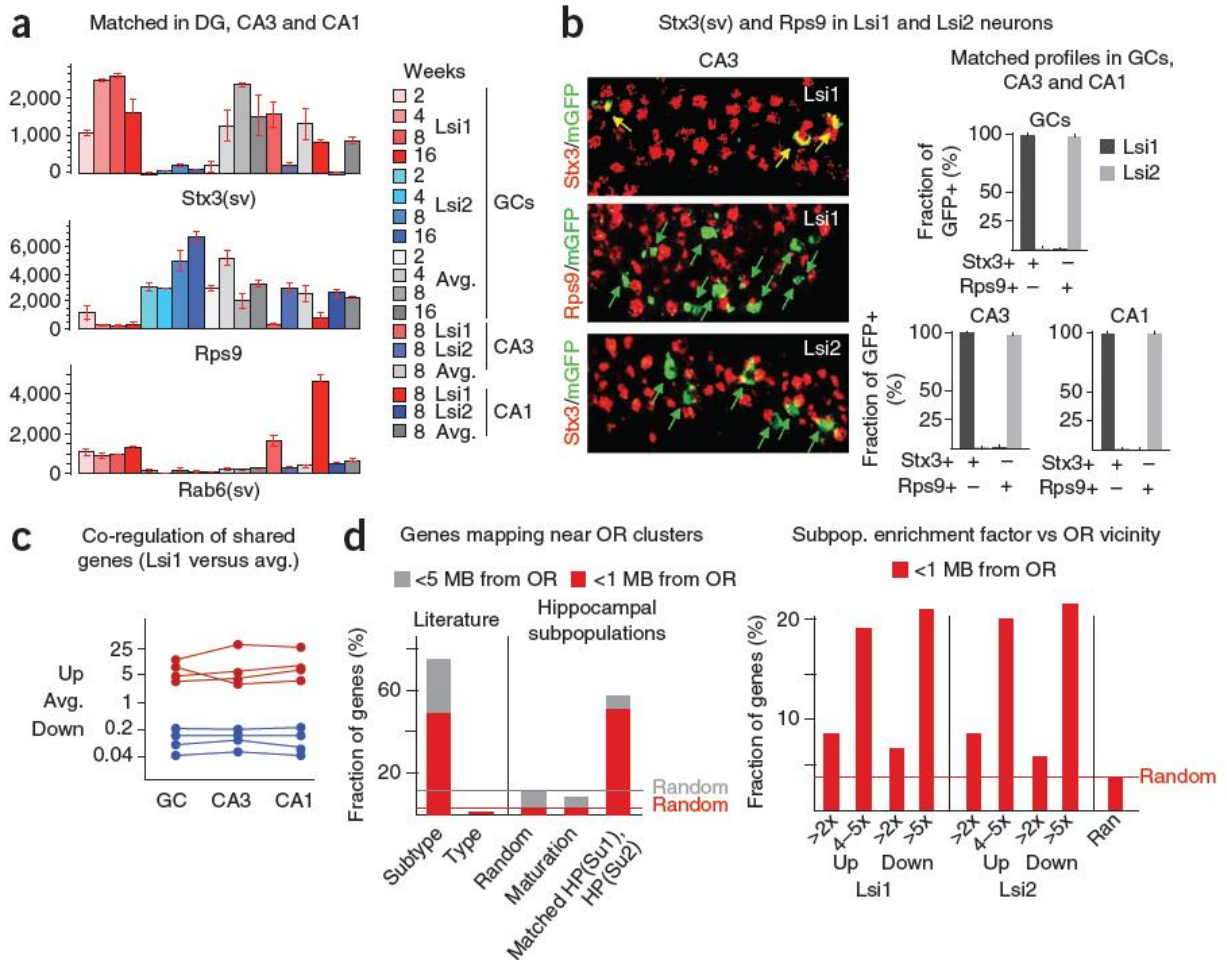 a
Matched in DG, CA3 and CA1
2,000
1,000
0
Stx3(sv)
6,000
4,000
2,000
0
Rps9
4,000
2,000
0
Rab6(sv)
Weeks
2
4
8
16
Lsi1
2
4
8
16
Lsi2
2
4
8
16
Avg.
GCs
8 Lsi1
8 Lsi2
8 Avg.
CA3
8 Lsi1
8 Lsi2
8 Avg.
CA1
b
Stx3(sv) and Rps9 in Lsi1 and Lsi2 neurons
CA3
Stx3/mGFP
Lsi1
Rps9/mGFP
Lsi1
Stx3/mGFP
Lsi2
Matched profiles in GCs,
CA3 and CA1
GCs
Fraction of
GFP+ (%)
100
50
25
Lsi1
Lsi2
Stx3+ + –
Rps9+ – +
Fraction of GFP+
(%)
CA3
100
50
25
Stx3+ + –
Rps9+ – +
CA1
100
50
25
Stx3+ + –
Rps9+ – +
c
Co-regulation of shared
genes (Lsi1 versus avg.)
Up
Avg.
Down
25
5
1
0.2
0.04
GC CA3 CA1
d
Genes mapping near OR clusters
<5 MB from OR <1 MB from OR
Literature
Hippocampal
subpopulations
Fraction of genes (%)
60
20
Random
Random
Subtype
Type
Random
Maturation
Matched HP(Su1),
HP(Su2)
Subpop. enrichment factor vs OR vicinity
<1 MB from OR
Fraction of genes (%)
20
10
Random
>2x 4–5x >2x >5x >2x 4–5x >2x >5x Ran
Up Down Up Down
Lsi1 Lsi2